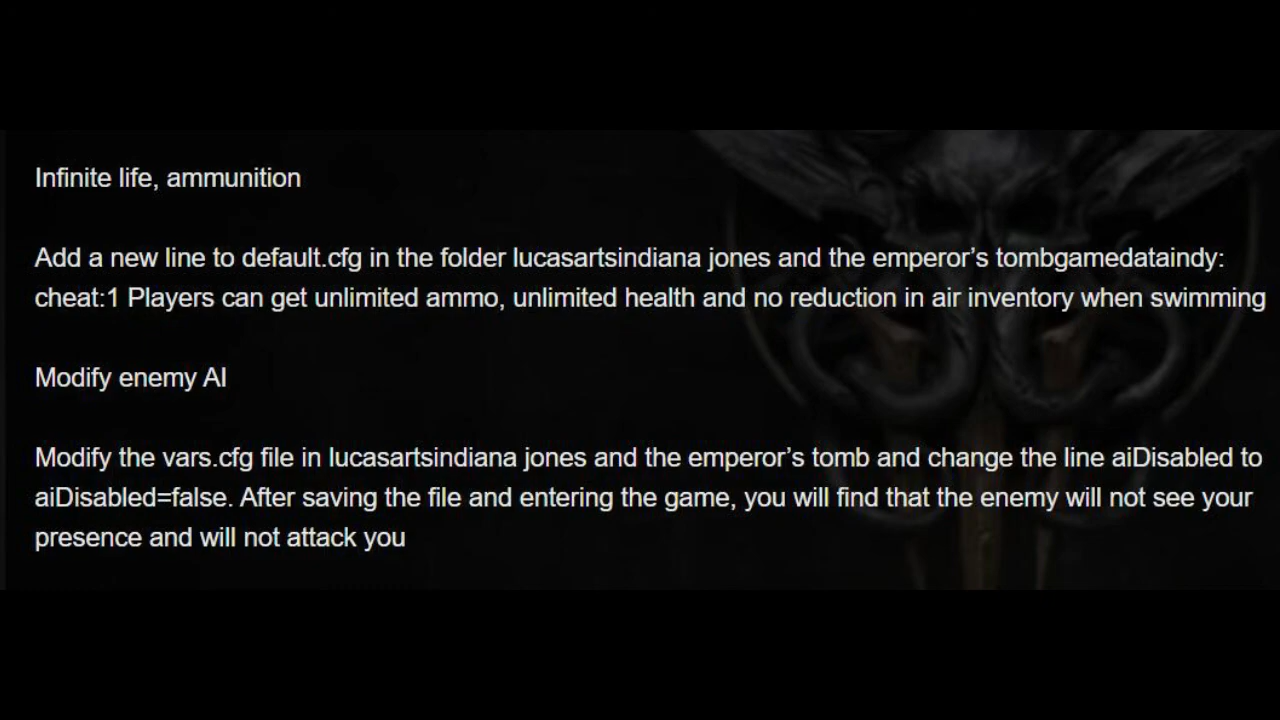 Infinite life, ammunition
Add a new line to default.cfg in the folder lucasartsindiana jones and the emperor’s tombgamedataindy:
cheat:1 Players can get unlimited ammo, unlimited health and no reduction in air inventory when swimming
Modify enemy AI
Modify the vars.cfg file in lucasartsindiana jones and the emperor’s tomb and change the line aiDisabled to
aiDisabled=false. After saving the file and entering the game, you will find that the enemy will not see your
presence and will not attack you